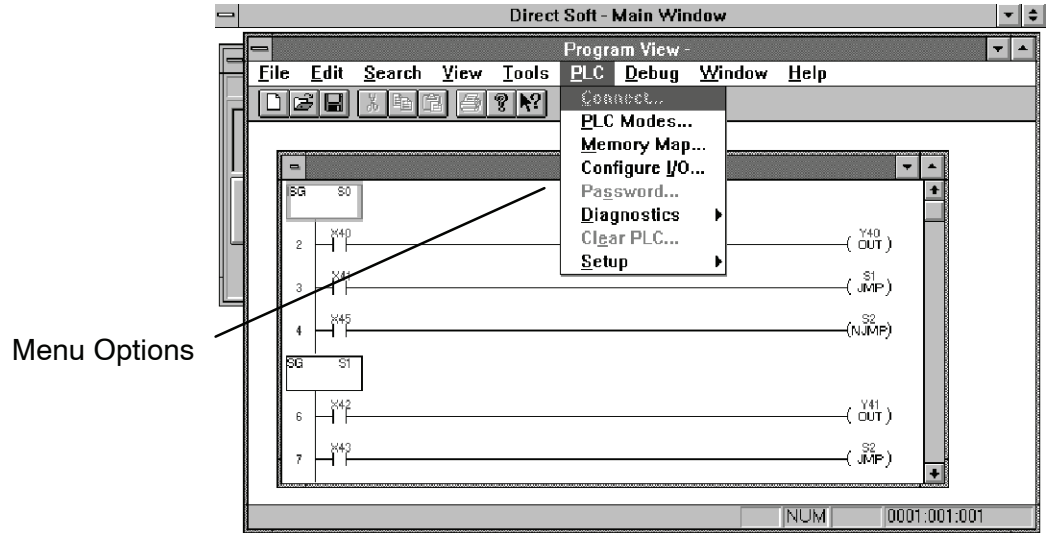 Direct Soft - Main Window
Program View -
File Edit Search View Tools PLC Debug Window Help
Connect...
PLC Modes...
Memory Map...
Configure I/O...
Password...
Diagnostics
Clear PLC...
Setup
SG S0
2 X40 Y40 OUT
3 X41 S1 JMP
4 X45 S2 NJMP
Menu Options
SG S1
6 X42 Y41 OUT
7 X43 S2 JMP
NUM 0001:001:001